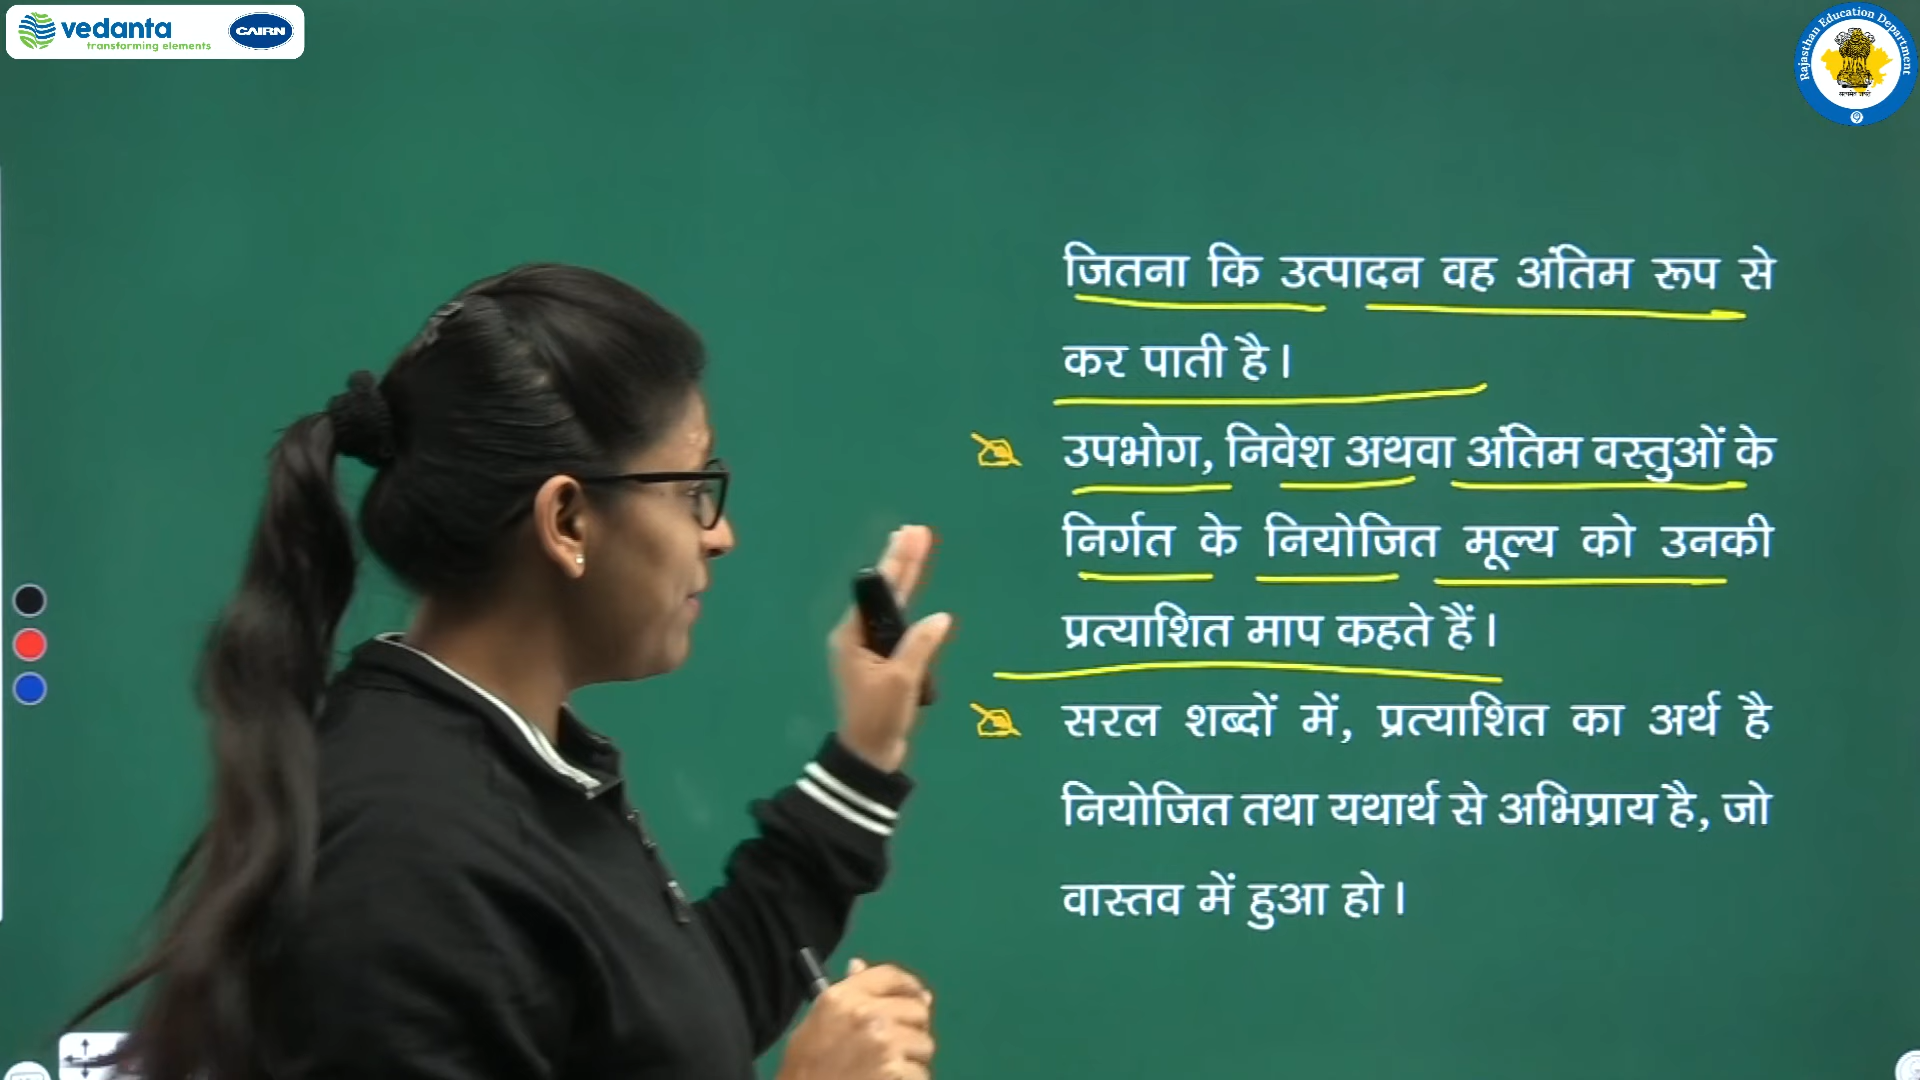 vedanta
transforming elements
CAIRN
Rajasthan Education Department
जितना कि उत्पादन वह अंतिम रूप से
कर पाती है।
उपभोग, निवेश अथवा अंतिम वस्तुओं के
निर्गत के नियोजित मूल्य को उनकी
प्रत्याशित माप कहते हैं।
सरल शब्दों में, प्रत्याशित का अर्थ है
नियोजित तथा यथार्थ से अभिप्राय है, जो
वास्तव में हुआ हो।